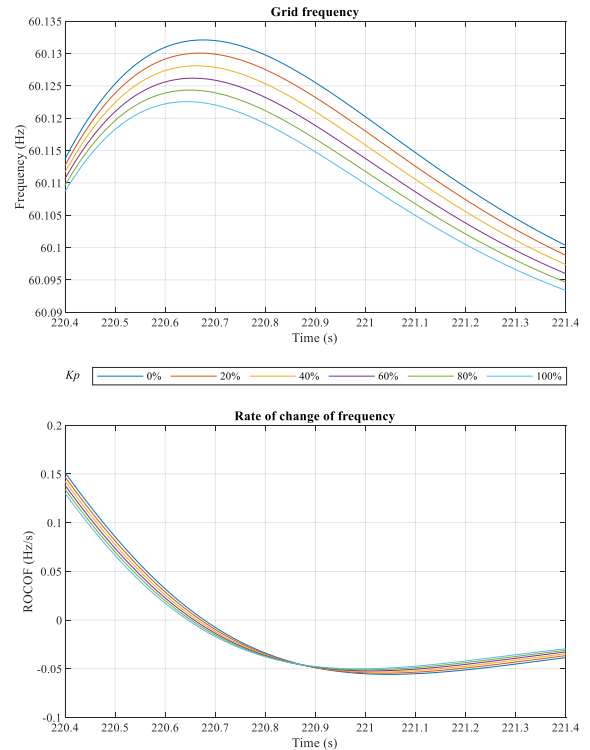 Grid frequency
60.135
60.13
60.125
60.12
60.115
60.11
60.105
60.1
60.095
60.09
Frequency (Hz)
220.4 220.5 220.6 220.7 220.8 220.9 221 221.1 221.2 221.3 221.4
Time (s)
Kp 0% 20% 40% 60% 80% 100%
Rate of change of frequency
0.2
0.15
0.1
0.05
0
-0.05
-0.1
ROCOF (Hz/s)
220.4 220.5 220.6 220.7 220.8 220.9 221 221.1 221.2 221.3 221.4
Time (s)